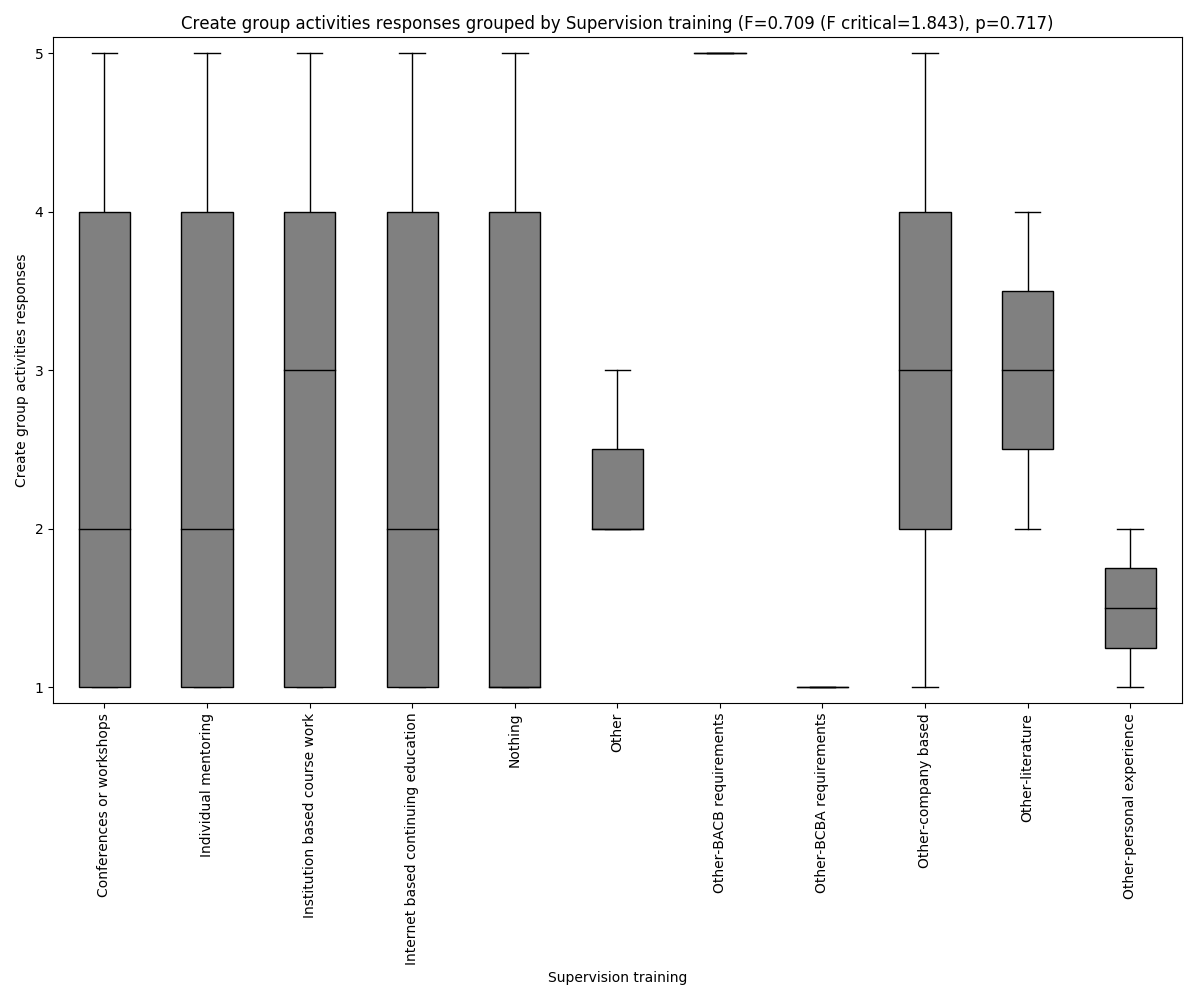 Create group activities responses grouped by Supervision training (F=0.709 (F critical=1.843), p=0.717)
Create group activities responses
5
4
3
2
1
Conferences or workshops
Individual mentoring
Institution based course work
Internet based continuing education
Nothing
Other
Other-BACB requirements
Other-BCBA requirements
Other-company based
Other-literature
Other-personal experience
Supervision training